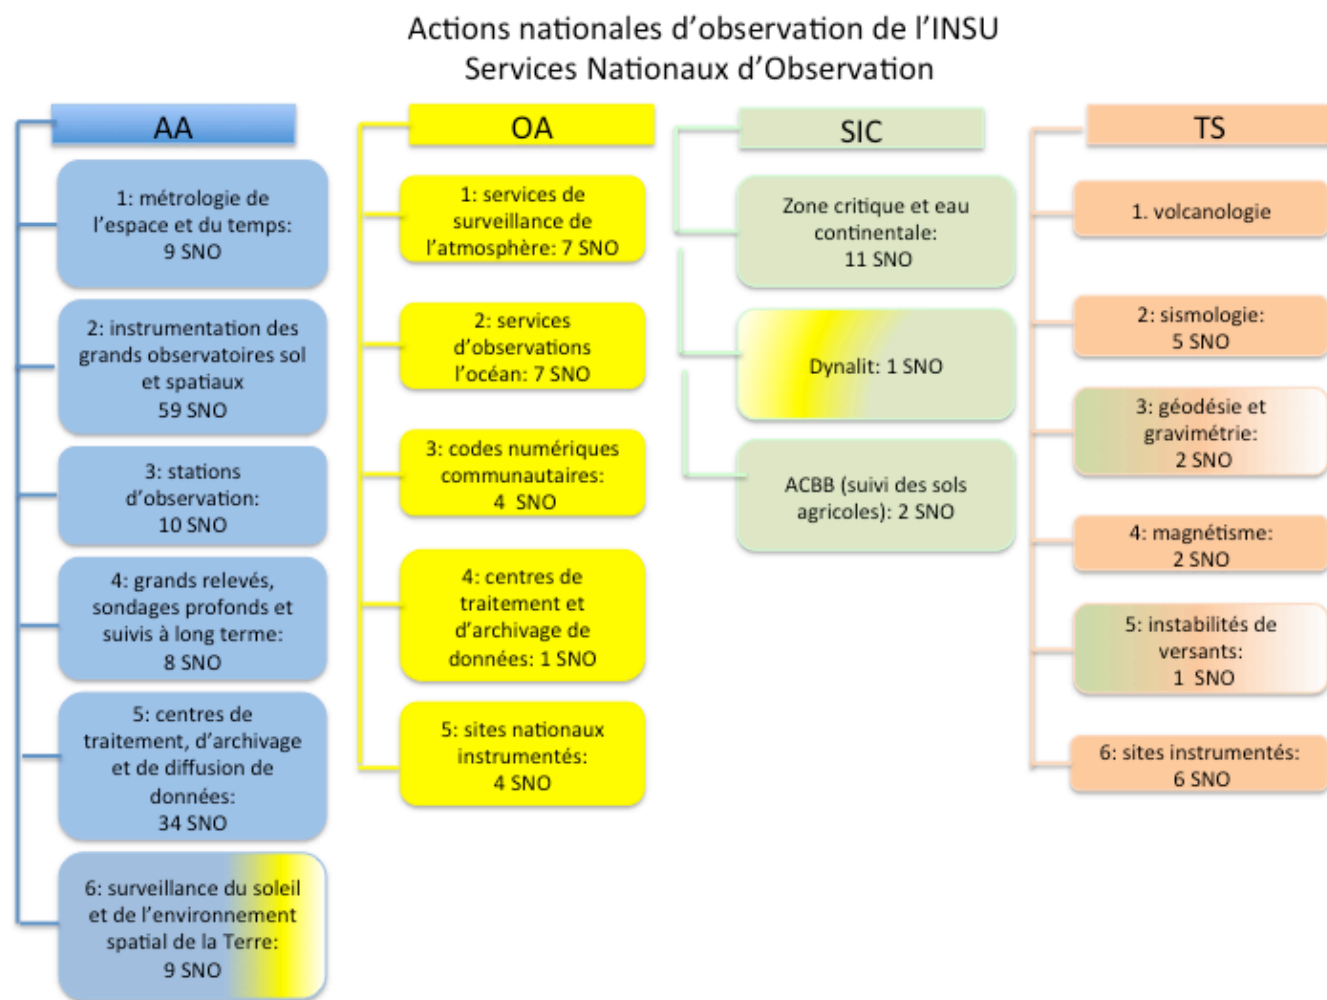 Actions nationales d’observation de l’INSU
Services Nationaux d’Observation
AA
1: métrologie de
l’espace et du temps:
9 SNO
2: instrumentation des
grands observatoires sol
et spatiaux
59 SNO
3: stations
d’observation:
10 SNO
4: grands relevés,
sondages profonds et
suivis à long terme:
8 SNO
5: centres de
traitement, d’archivage
et de diffusion de
données:
34 SNO
6: surveillance du soleil
et de l’environnement
spatial de la Terre:
9 SNO
OA
1: services de
surveillance de
l’atmosphère: 7 SNO
2: services
d’observations
l’océan: 7 SNO
3: codes numériques
communautaires:
4 SNO
4: centres de
traitement et
d’archivage de
données: 1 SNO
5: sites nationaux
instrumentés:
4 SNO
SIC
Zone critique et eau
continentale:
11 SNO
Dynalit: 1 SNO
ACBB (suivi des sols
agricoles): 2 SNO
TS
1. volcanologie
2: sismologie:
5 SNO
3: géodésie et
gravimétrie:
2 SNO
4: magnétisme:
2 SNO
5: instabilités de
versants:
1 SNO
6: sites instrumentés:
6 SNO